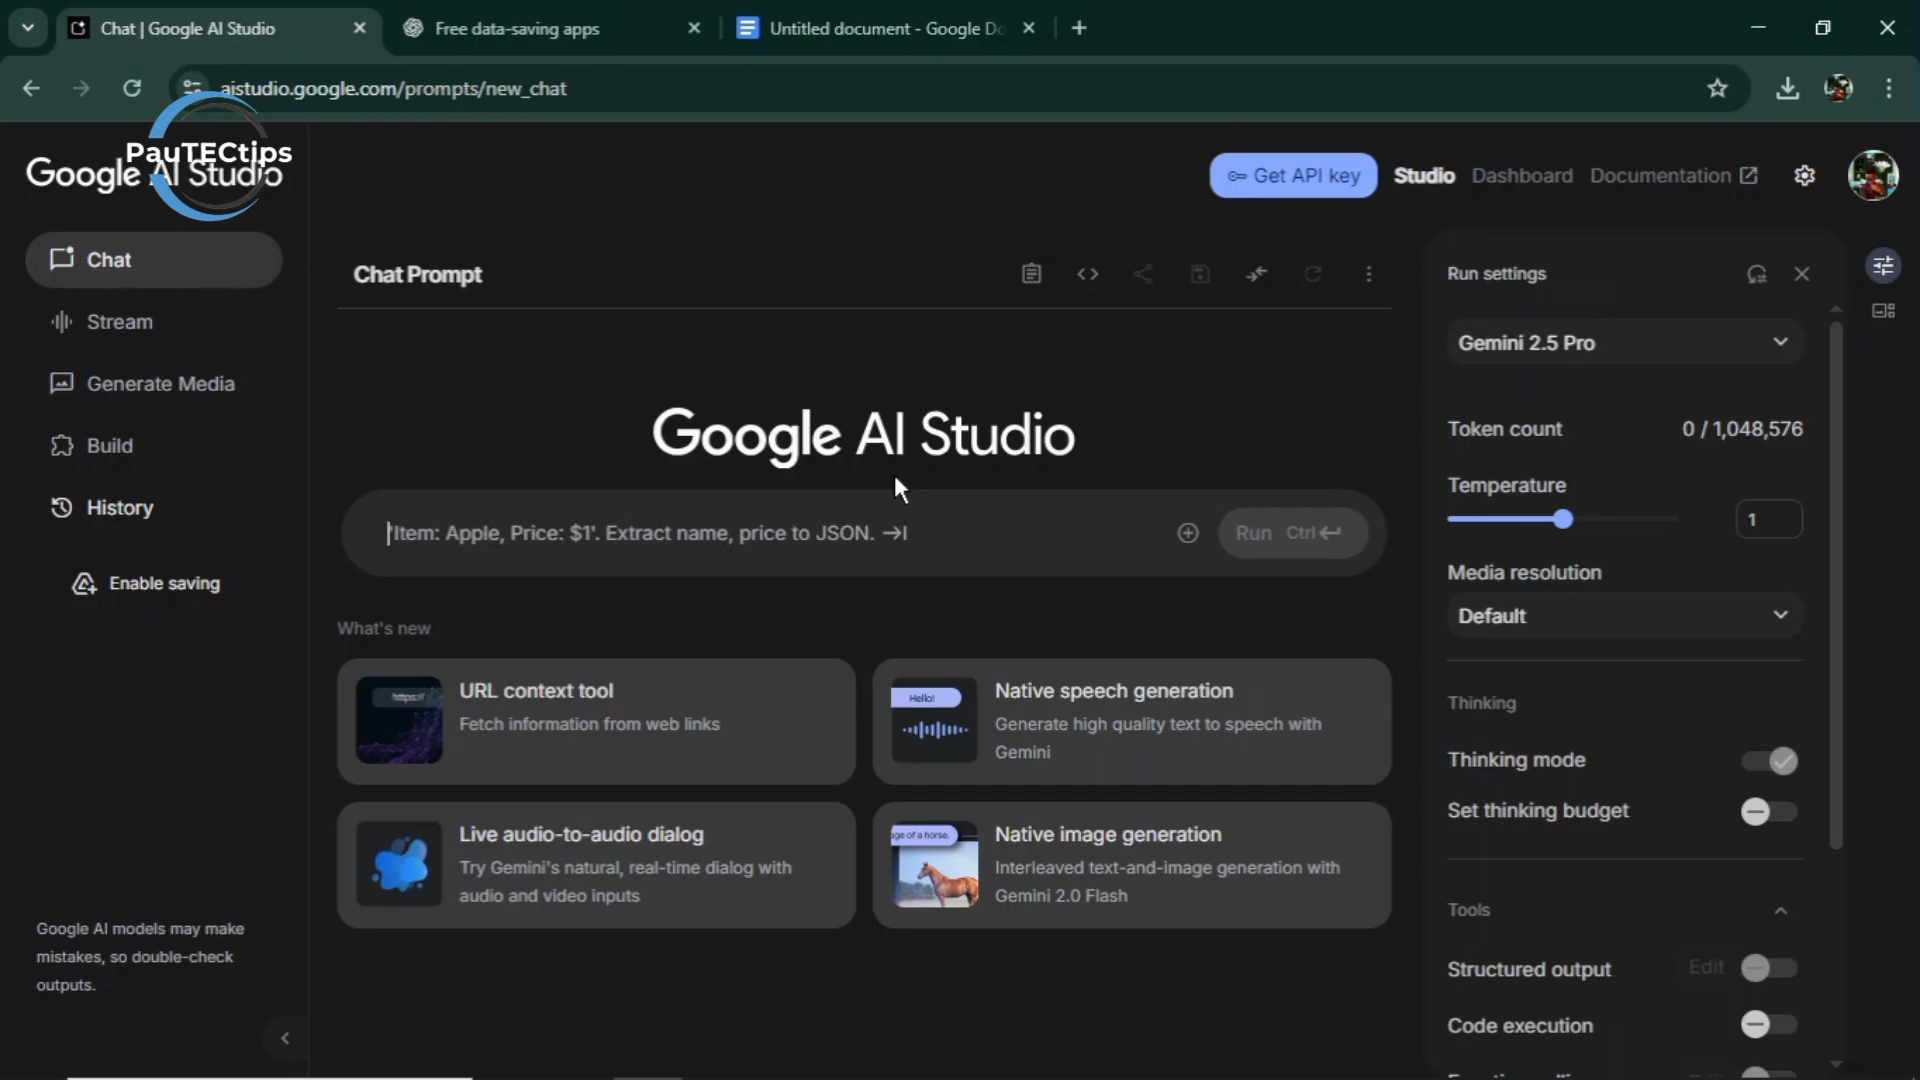 Chat | Google AI Studio
Free data-saving apps
Untitled document - Google Do
aistudio.google.com/prompts/new_chat
PauTECtips
Google AI Studio
Get API key
Studio
Dashboard
Documentation
Chat
Stream
Generate Media
Build
History
Enable saving
Google AI models may make
mistakes, so double-check
outputs.
Chat Prompt
Google AI Studio
'Item: Apple, Price: $1'. Extract name, price to JSON.
Run Ctrl
What's new
https://
URL context tool
Fetch information from web links
Hello!
Native speech generation
Generate high quality text to speech with
Gemini
Live audio-to-audio dialog
Try Gemini's natural, real-time dialog with
audio and video inputs
age of a horse.
Native image generation
Interleaved text-and-image generation with
Gemini 2.0 Flash
Run settings
Gemini 2.5 Pro
Token count 0 / 1,048,576
Temperature
1
Media resolution
Default
Thinking
Thinking mode
Set thinking budget
Tools
Structured output Edit
Code execution